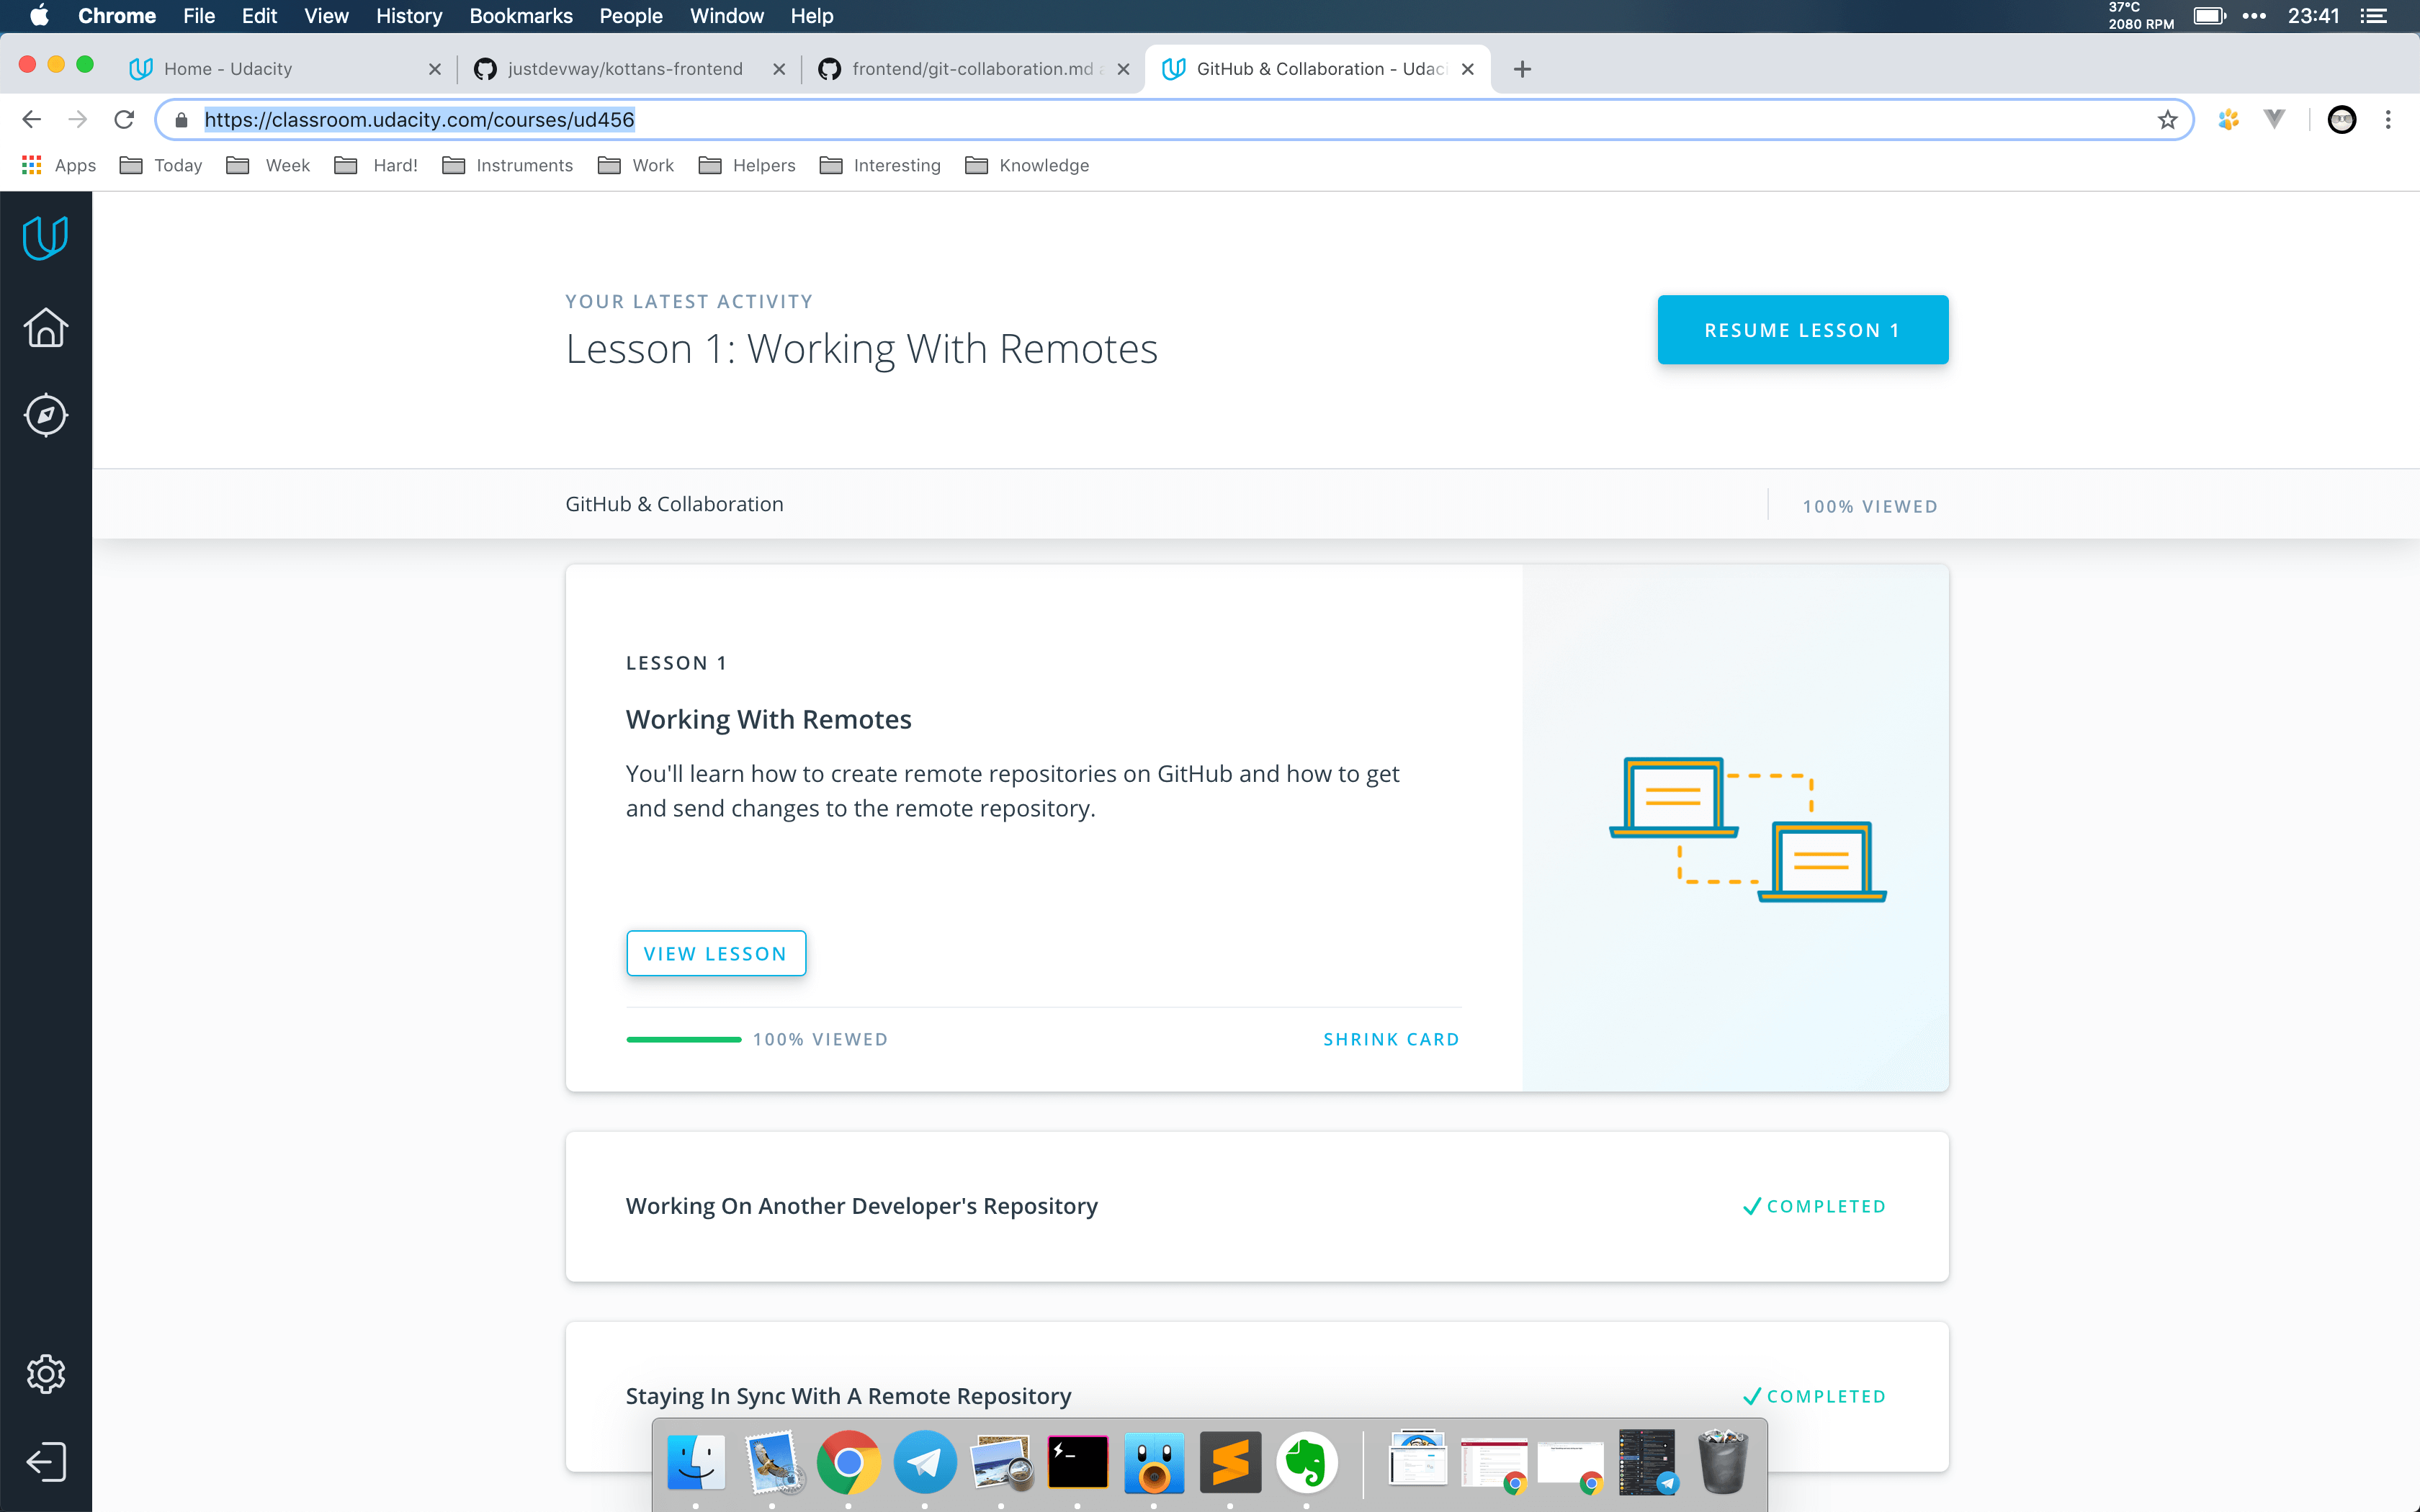 Chrome File Edit View History Bookmarks People Window Help
37°C
2080 RPM
23:41
Home - Udacity
justdevway/kottans-frontend
frontend/git-collaboration.md
GitHub & Collaboration - Udaci
https://classroom.udacity.com/courses/ud456
Apps Today Week Hard! Instruments Work Helpers Interesting Knowledge
YOUR LATEST ACTIVITY
Lesson 1: Working With Remotes
RESUME LESSON 1
GitHub & Collaboration
100% VIEWED
LESSON 1
Working With Remotes
You'll learn how to create remote repositories on GitHub and how to get
and send changes to the remote repository.
VIEW LESSON
100% VIEWED
SHRINK CARD
Working On Another Developer's Repository
COMPLETED
Staying In Sync With A Remote Repository
COMPLETED